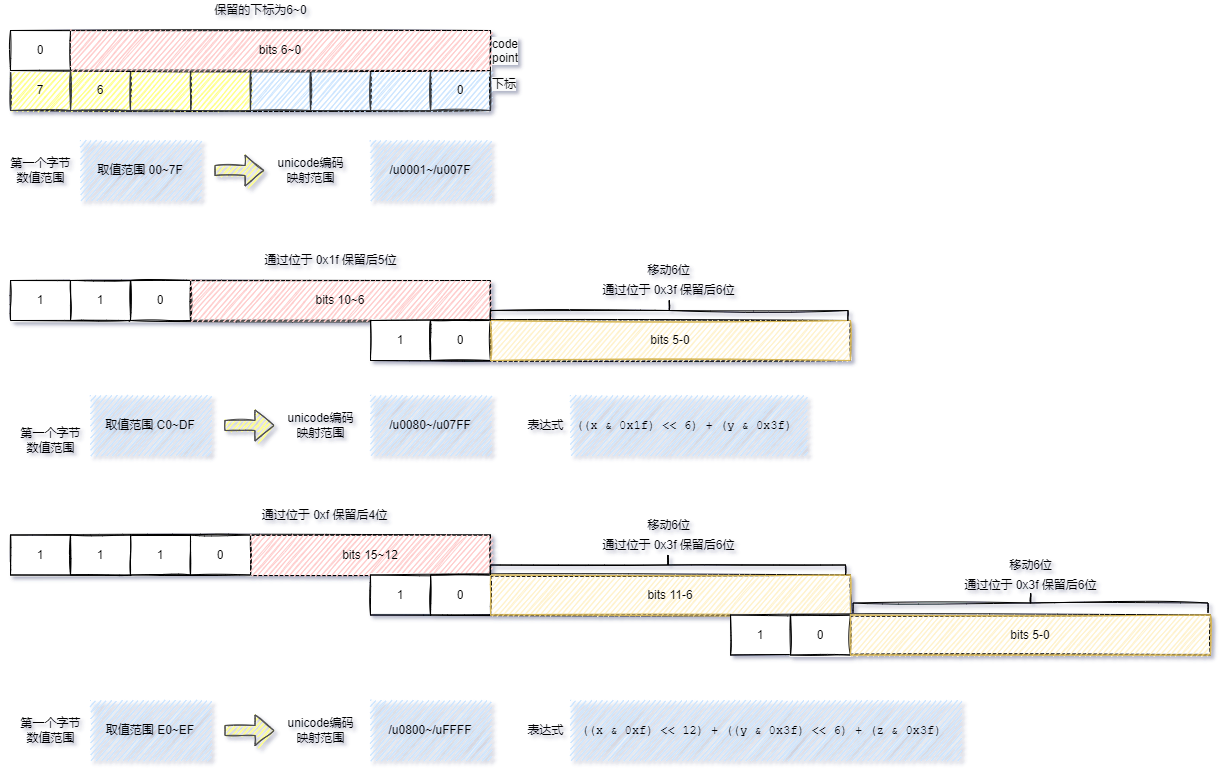 保留的下标为6~0
0
bits 6~0
code
point
7
6
0
下标
第一个字节
数值范围
取值范围 00~7F
unicode编码
映射范围
/u0001~/u007F
通过位于 0x1f 保留后5位
移动6位
通过位于 0x3f 保留后6位
1
1
0
bits 10~6
1
0
bits 5-0
第一个字节
数值范围
取值范围 C0~DF
unicode编码
映射范围
/u0080~/u07FF
表达式
((x & 0x1f) << 6) + (y & 0x3f)
通过位于 0xf 保留后4位
移动6位
通过位于 0x3f 保留后6位
移动6位
通过位于 0x3f 保留后6位
1
1
1
0
bits 15~12
1
0
bits 11-6
1
0
bits 5-0
第一个字节
数值范围
取值范围 E0~EF
unicode编码
映射范围
/u0800~/uFFFF
表达式
((x & 0xf) << 12) + ((y & 0x3f) << 6) + (z & 0x3f)